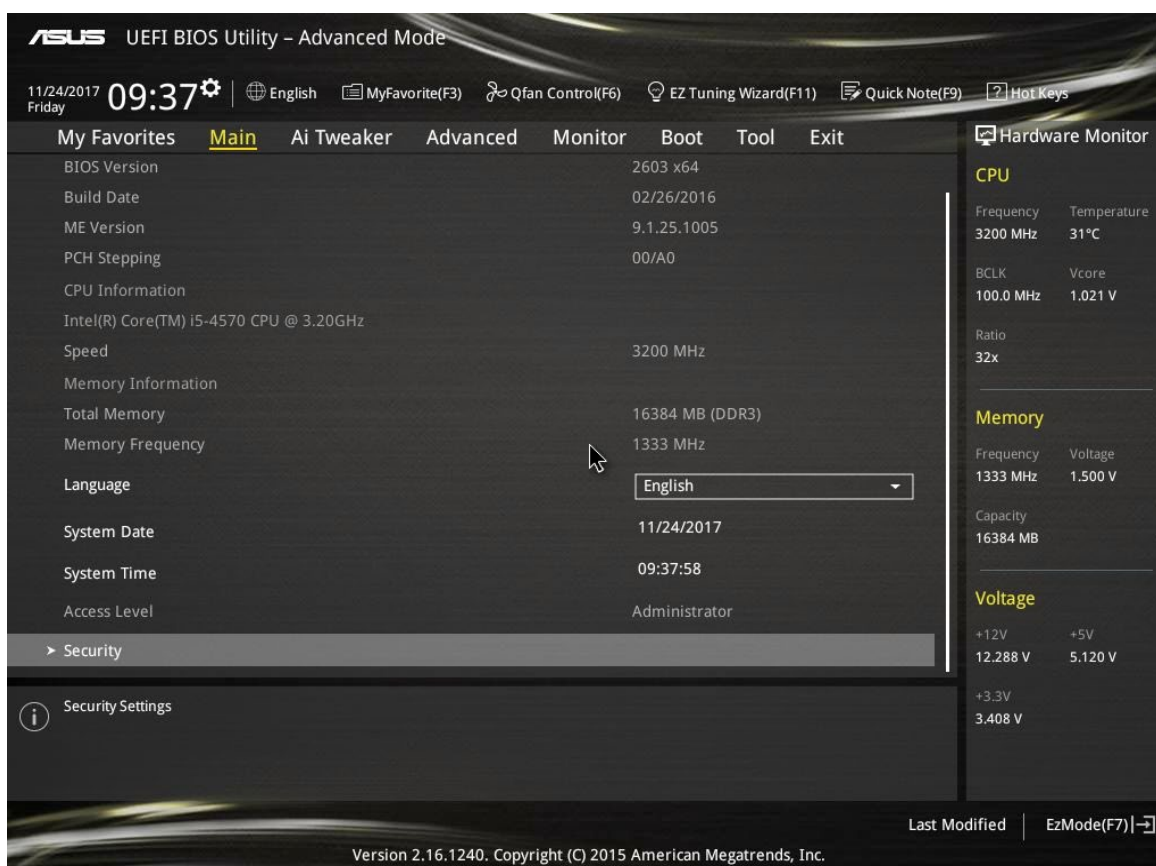 ASUS UEFI BIOS Utility – Advanced Mode
11/24/2017 Friday 09:37 English MyFavorite(F3) Qfan Control(F6) EZ Tuning Wizard(F11) Quick Note(F9) ? Hot Keys
My Favorites Main Ai Tweaker Advanced Monitor Boot Tool Exit
BIOS Version 2603 x64
Build Date 02/26/2016
ME Version 9.1.25.1005
PCH Stepping 00/A0
CPU Information
Intel(R) Core(TM) i5-4570 CPU @ 3.20GHz
Speed 3200 MHz
Memory Information
Total Memory 16384 MB (DDR3)
Memory Frequency 1333 MHz
Language English
System Date 11/24/2017
System Time 09:37:58
Access Level Administrator
> Security
Security Settings
Hardware Monitor
CPU
Frequency Temperature
3200 MHz 31°C
BCLK Vcore
100.0 MHz 1.021 V
Ratio
32x
Memory
Frequency Voltage
1333 MHz 1.500 V
Capacity
16384 MB
Voltage
+12V +5V
12.288 V 5.120 V
+3.3V
3.408 V
Last Modified EzMode(F7)
Version 2.16.1240. Copyright (C) 2015 American Megatrends, Inc.